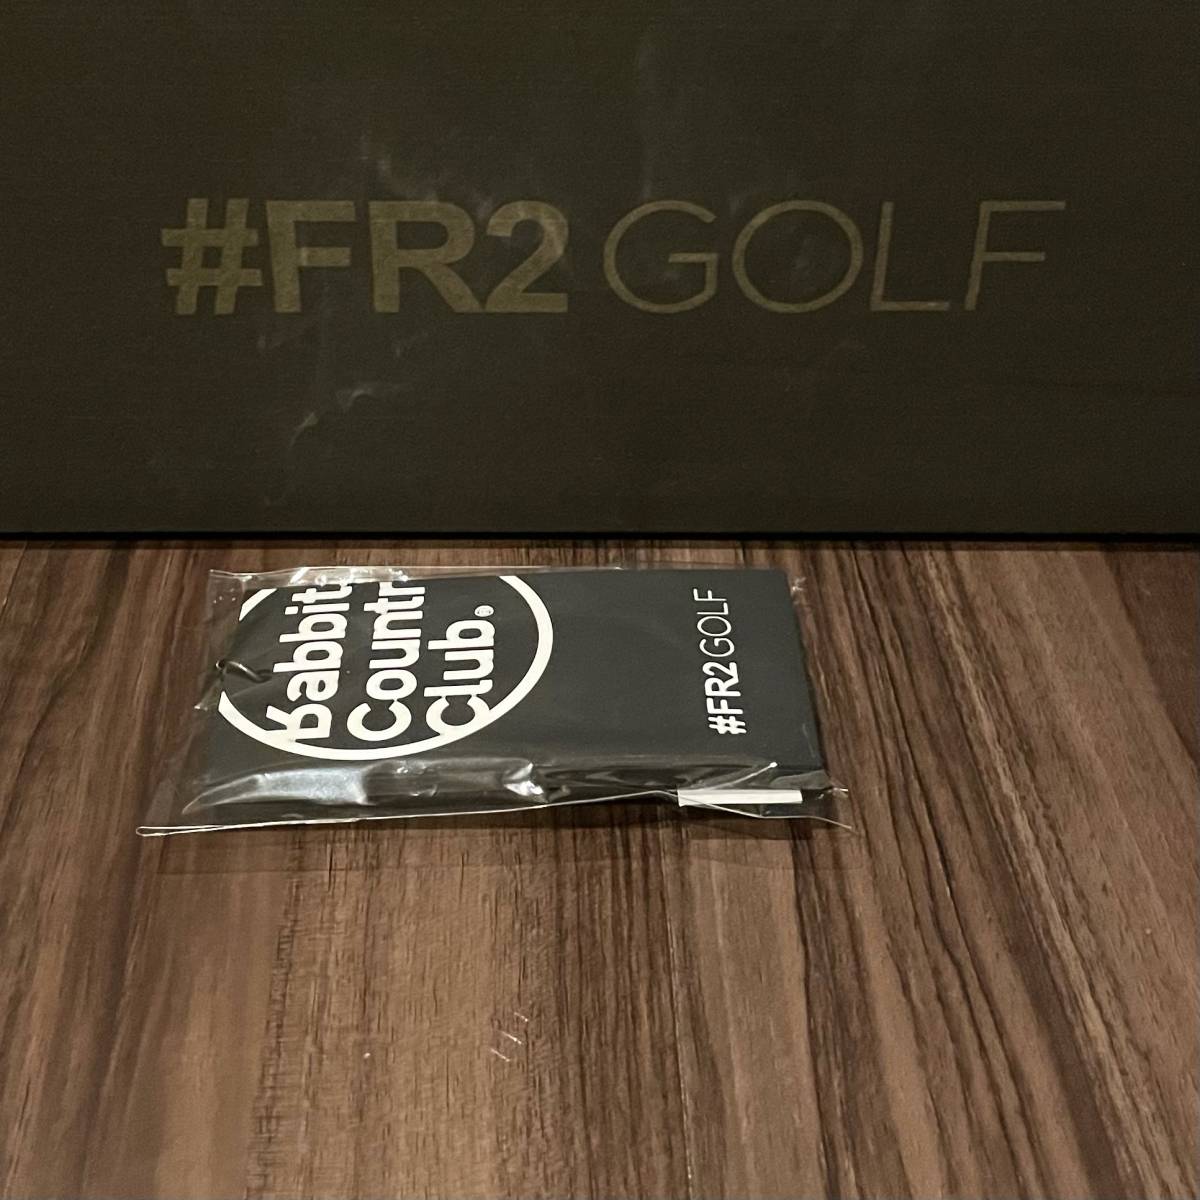 #FR2 GOLF
Rabbit
Countr
Club.®
#FR2 GOLF